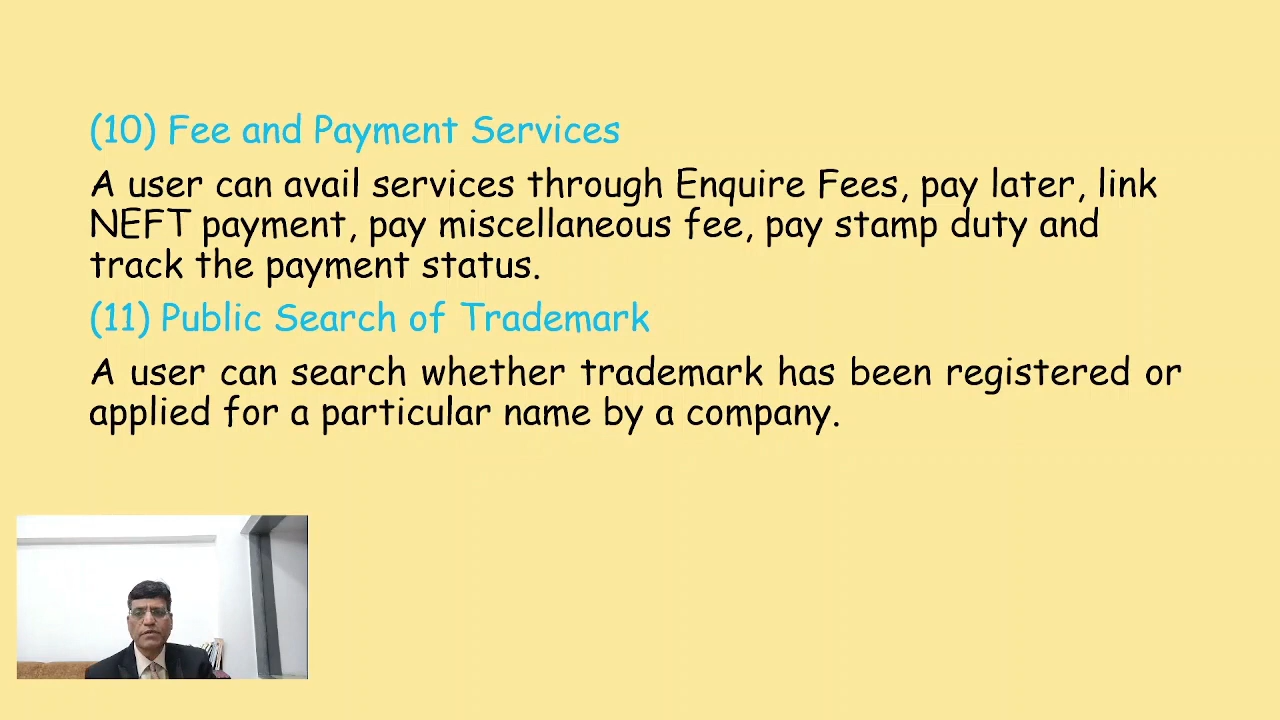 (10) Fee and Payment Services
A user can avail services through Enquire Fees, pay later, link
NEFT payment, pay miscellaneous fee, pay stamp duty and
track the payment status.
(11) Public Search of Trademark
A user can search whether trademark has been registered or
applied for a particular name by a company.